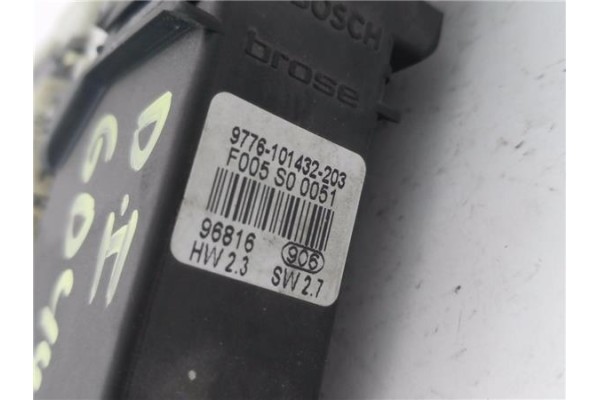 BOSCH
brose
9776-101432-203
F005 S0 0051
96816 906
HW 2.3 SW 2.7
D.H